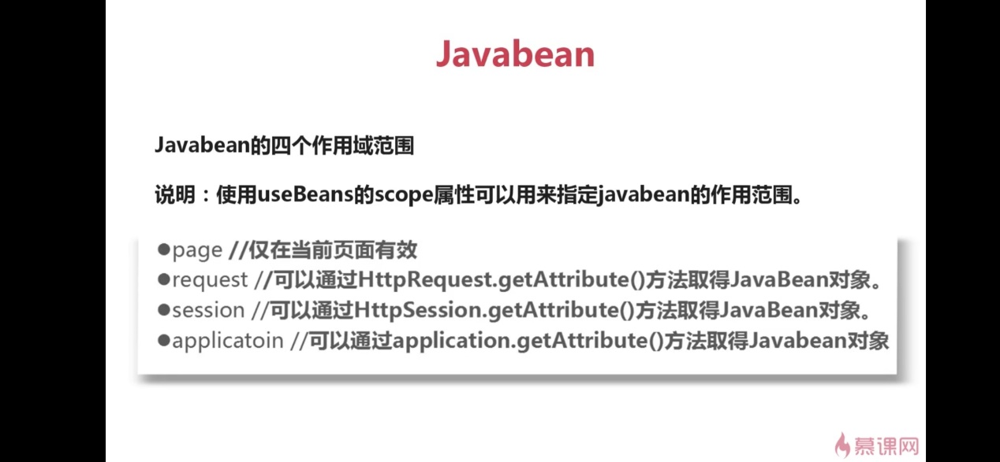 Javabean
Javabean的四个作用域范围
说明：使用useBeans的scope属性可以用来指定javabean的作用范围。
●page //仅在当前页面有效
●request //可以通过HttpRequest.getAttribute()方法取得JavaBean对象。
●session //可以通过HttpSession.getAttribute()方法取得JavaBean对象。
●applicatoin //可以通过application.getAttribute()方法取得Javabean对象
慕课网